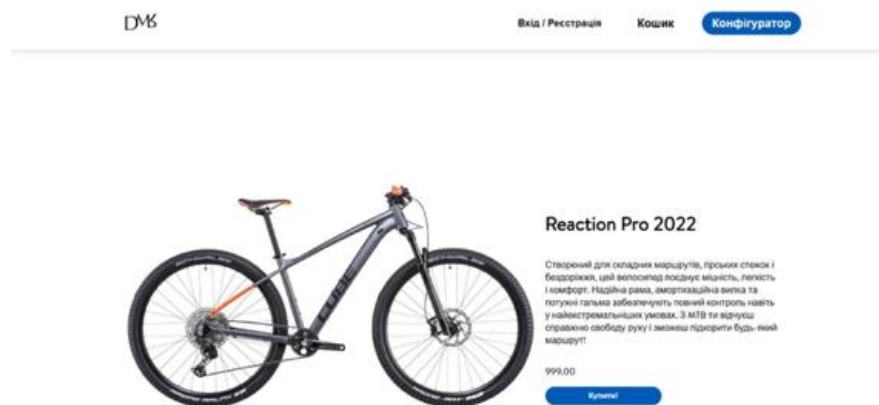 DMR
Вхід / Реєстрація
Кошик
Конфігуратор
Reaction Pro 2022
Створений для складних маршрутів, гірських стежок і
бездоріжжя, цей велосипед поєднує міцність, легкість
і комфорт. Надійна рама, амортизаційна вилка та
потужні гальма забезпечують повний контроль навіть
у найекстремальніших умовах. З MTB ти відчуєш
справжню свободу руху і зможеш підкорити будь-який
маршрут!
CUBE
999.00
Купити!